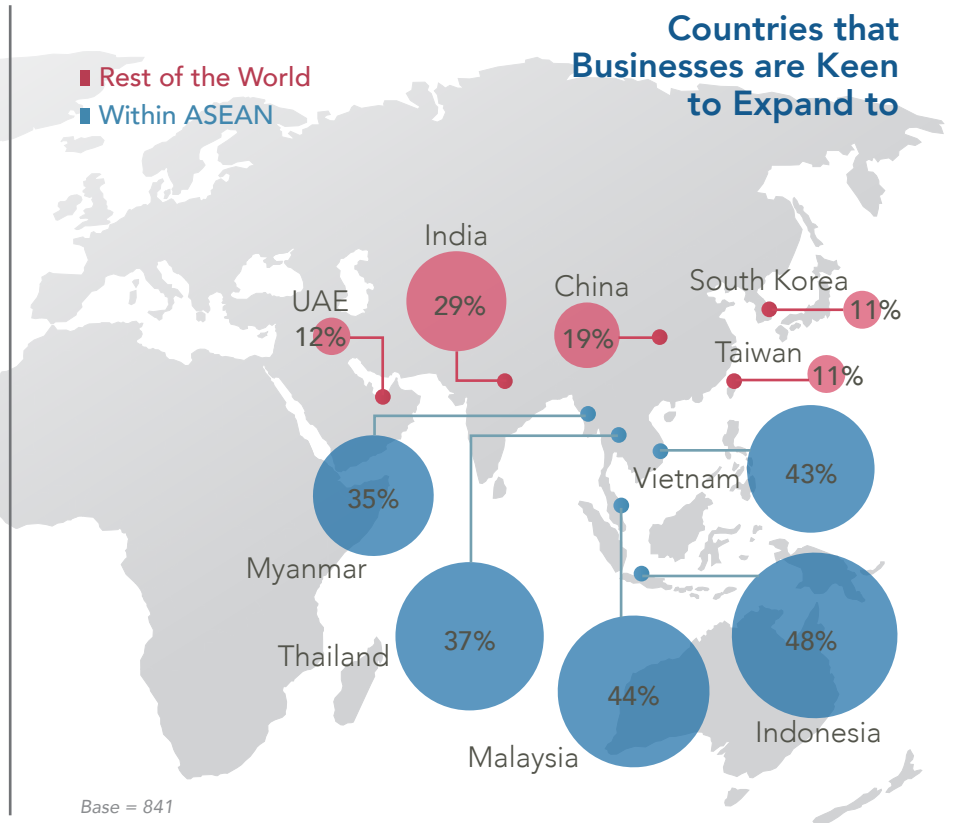 Countries that
Businesses are Keen
to Expand to
Rest of the World
Within ASEAN
India
29%
China
19%
South Korea
11%
UAE
12%
Taiwan
11%
Vietnam
43%
35%
Myanmar
Thailand
37%
48%
Indonesia
44%
Malaysia
Base = 841